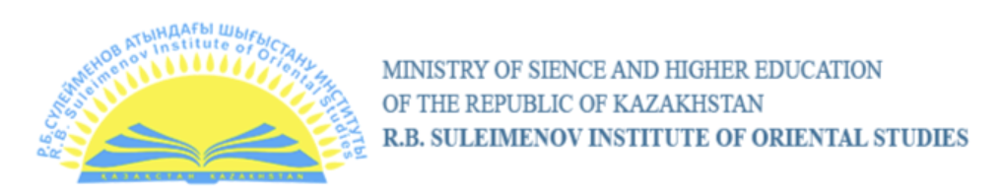 Р.Б.СУЛЕЙМЕНОВ АТЫНДАҒЫ ШЫҒЫСТАНУ ИНСТИТУТЫ
R.B. Suleimenov Institute of Oriental Studies
ҚАЗАҚСТАН KAZAKHSTAN
MINISTRY OF SIENCE AND HIGHER EDUCATION
OF THE REPUBLIC OF KAZAKHSTAN
R.B. SULEIMENOV INSTITUTE OF ORIENTAL STUDIES